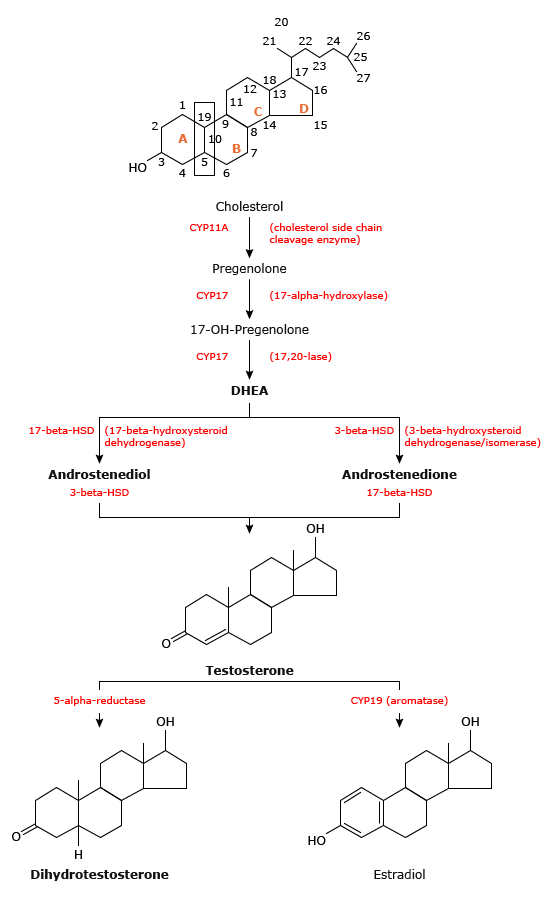 20
21
22
24
26
23
25
27
17
18
12
13
16
11
C
D
1
19
9
14
15
2
A
10
8
B
7
HO
3
5
4
6
Cholesterol
CYP11A (cholesterol side chain
cleavage enzyme)
Pregenolone
CYP17 (17-alpha-hydroxylase)
17-OH-Pregenolone
CYP17 (17,20-lase)
DHEA
17-beta-HSD (17-beta-hydroxysteroid
dehydrogenase)
3-beta-HSD (3-beta-hydroxysteroid
dehydrogenase/isomerase)
Androstenediol
Androstenedione
3-beta-HSD
17-beta-HSD
OH
O
Testosterone
5-alpha-reductase
CYP19 (aromatase)
OH
O
H
Dihydrotestosterone
OH
HO
Estradiol